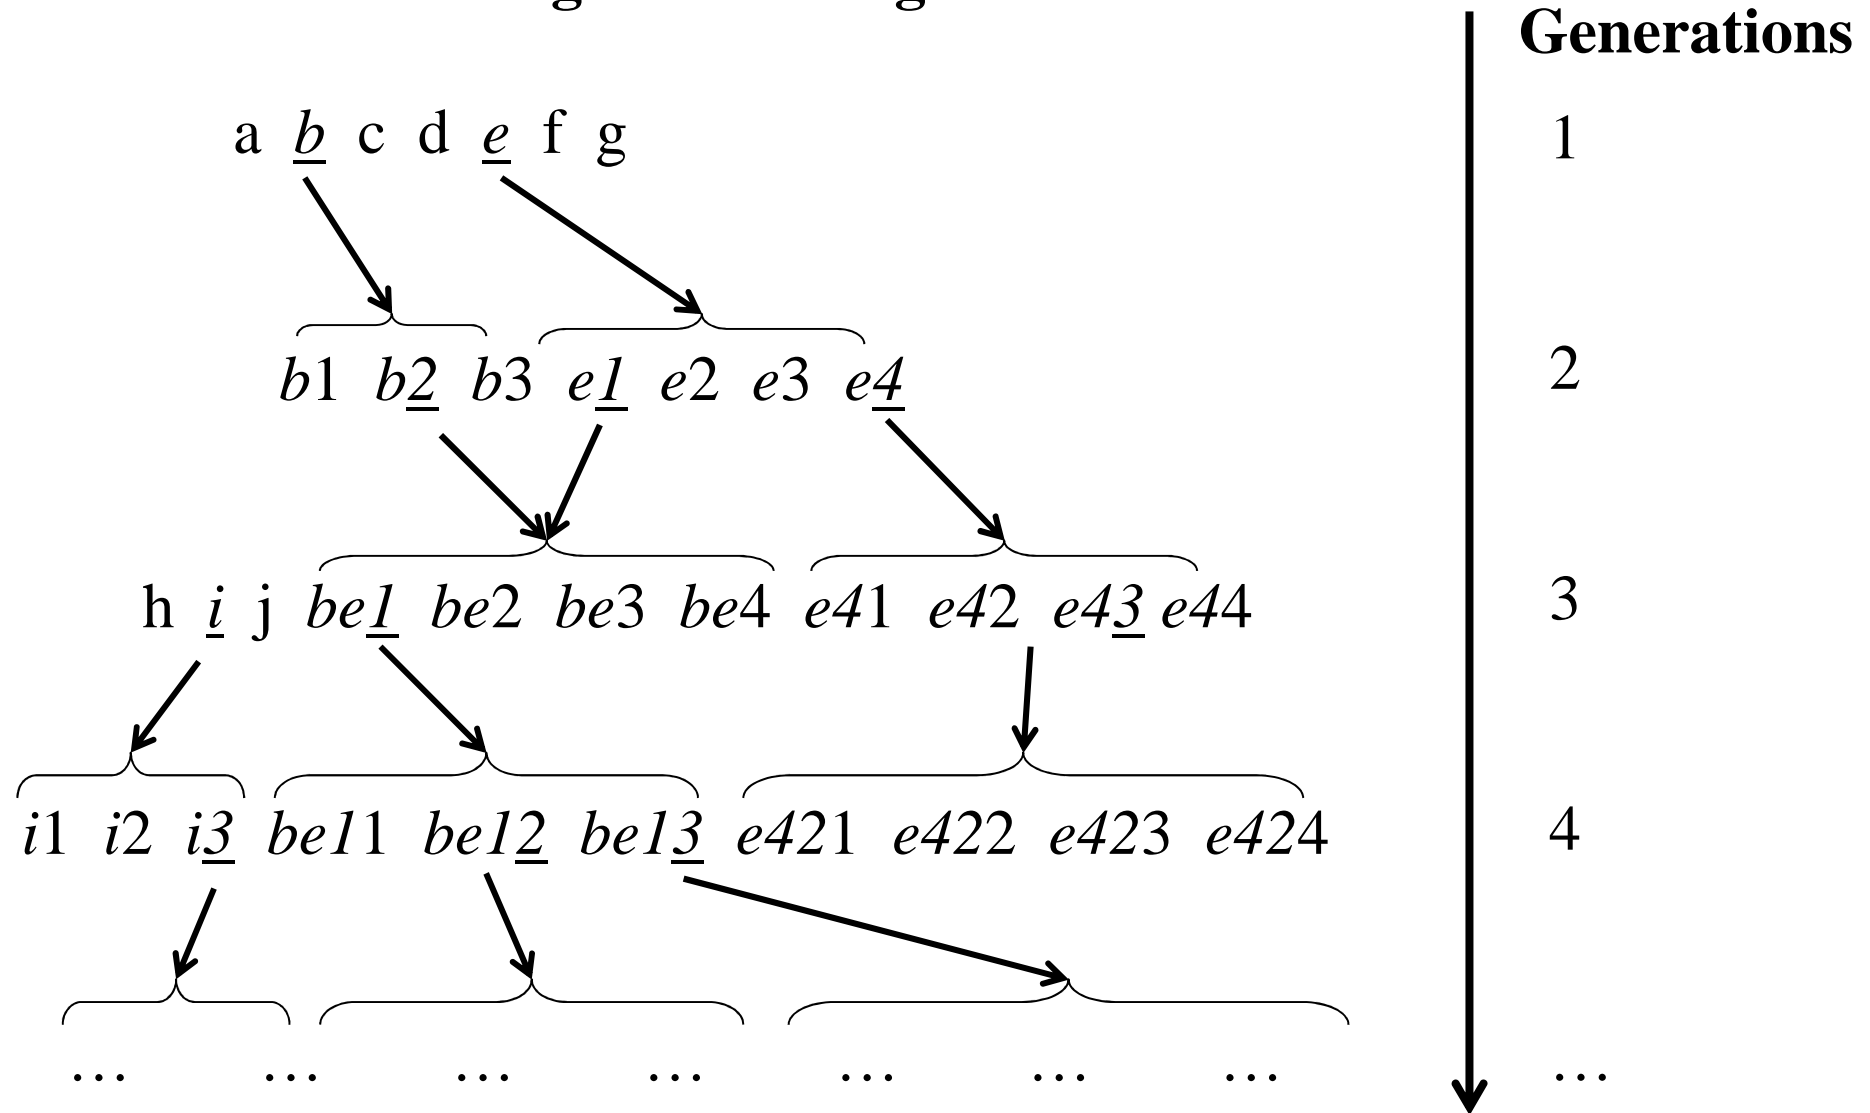 Generations
a b c d e f g 1
b1 b2 b3 e1 e2 e3 e4 2
h i j be1 be2 be3 be4 e41 e42 e43 e44 3
i1 i2 i3 be11 be12 be13 e421 e422 e423 e424 4
… … … … … … … …